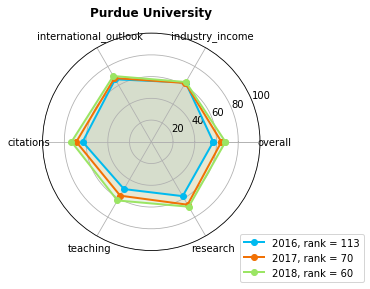 Purdue University
international_outlook
industry_income
100
80
60
40
20
citations
overall
teaching
research
2016, rank = 113
2017, rank = 70
2018, rank = 60